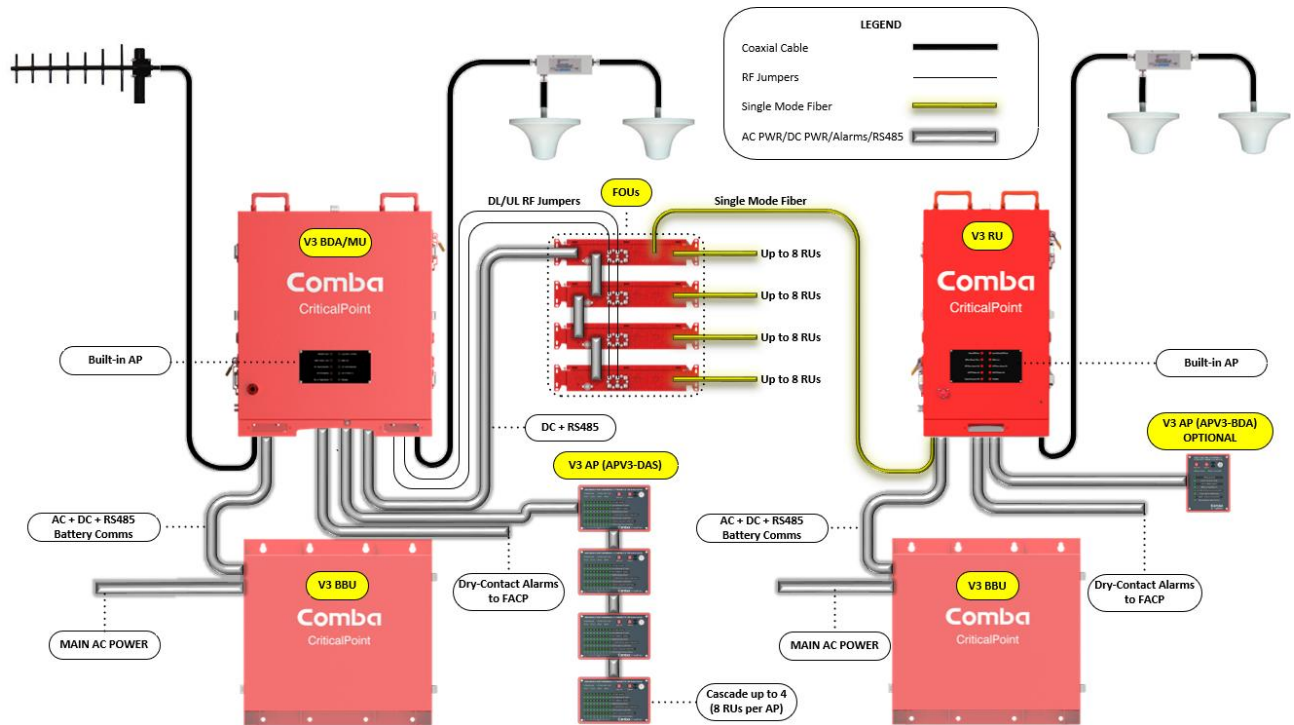 LEGEND
Coaxial Cable
RF Jumpers
Single Mode Fiber
AC PWR/DC PWR/Alarms/RS485
DL/UL RF Jumpers
FOUs
Single Mode Fiber
V3 BDA/MU
Comba
CriticalPoint
Built-in AP
Up to 8 RUs
Up to 8 RUs
Up to 8 RUs
Up to 8 RUs
V3 RU
Comba
CriticalPoint
Built-in AP
DC + RS485
V3 AP (APV3-DAS)
V3 AP (APV3-BDA)
OPTIONAL
AC + DC + RS485
Battery Comms
V3 BBU
Comba
CriticalPoint
MAIN AC POWER
Dry-Contact Alarms
to FACP
Comba
Comba
Comba
Comba
Cascade up to 4
(8 RUs per AP)
AC + DC + RS485
Battery Comms
V3 BBU
Comba
CriticalPoint
MAIN AC POWER
Dry-Contact Alarms
to FACP